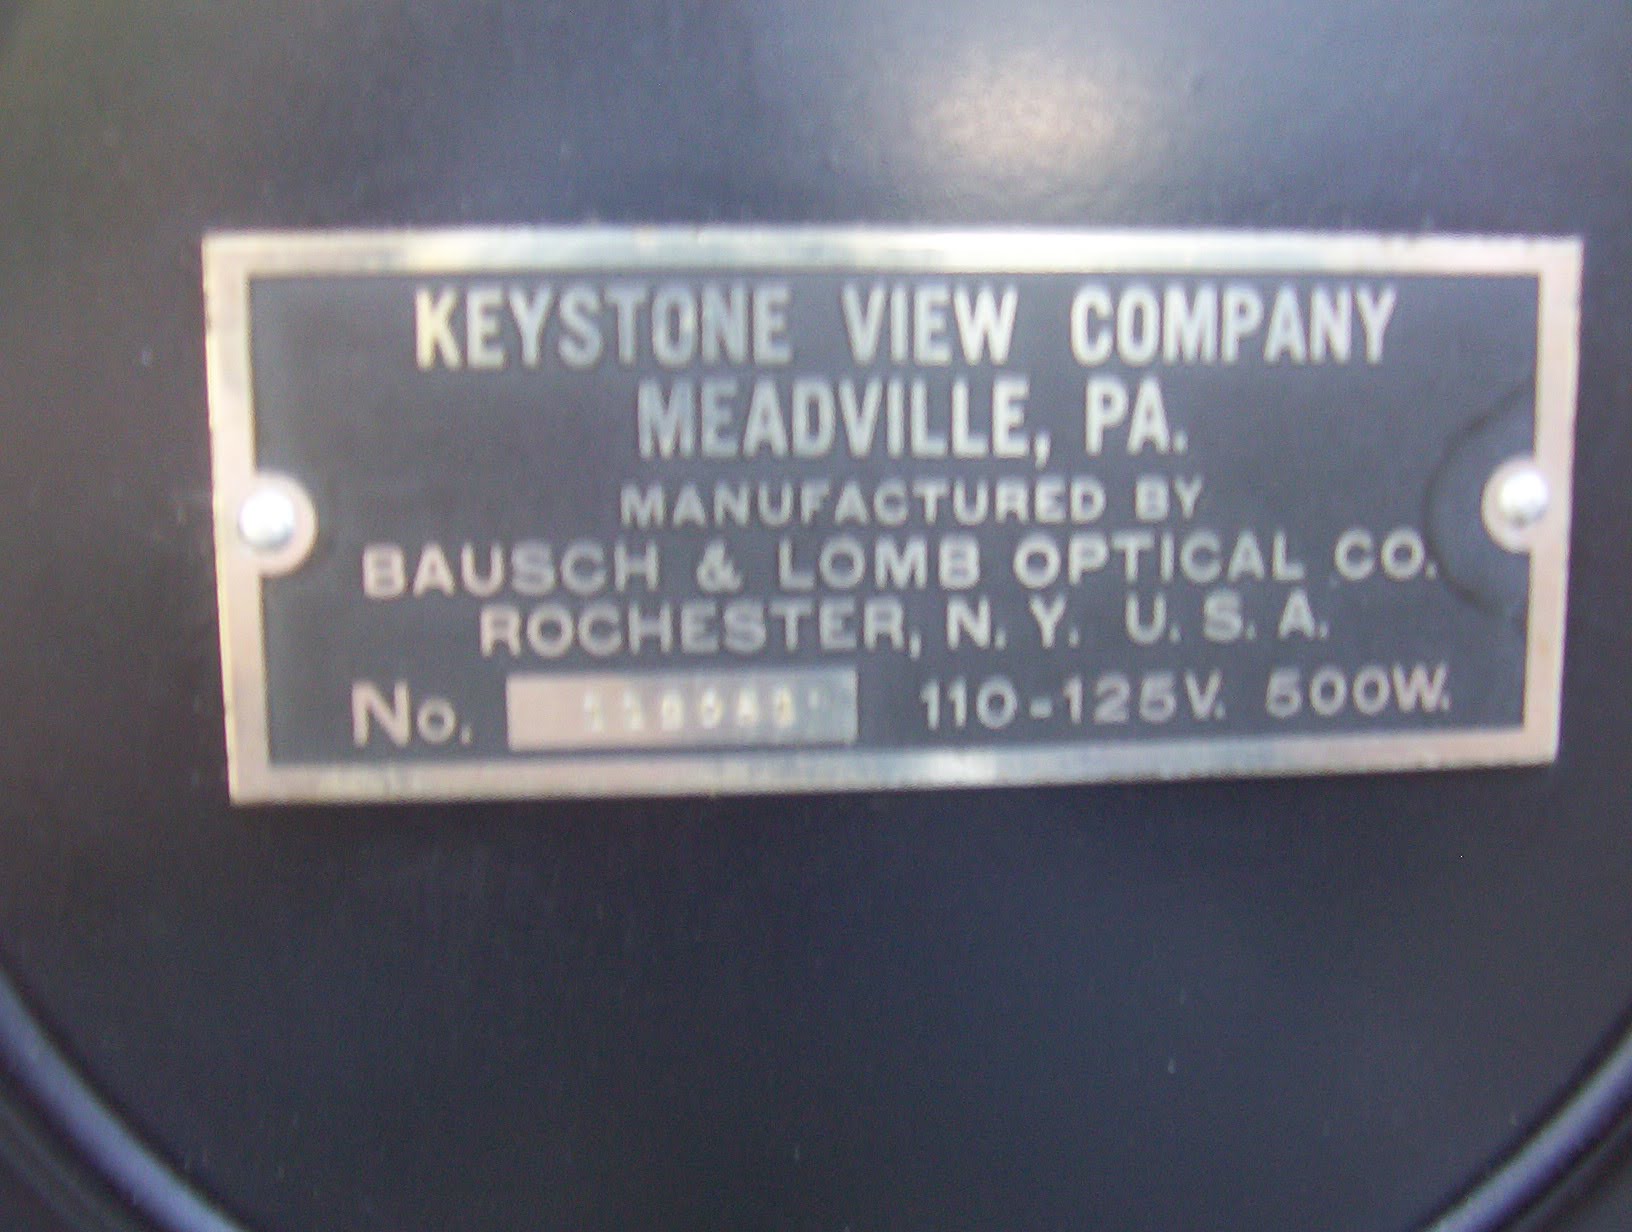 KEYSTONE VIEW COMPANY
MEADVILLE, PA.
MANUFACTURED BY
BAUSCH & LOMB OPTICAL CO.
ROCHESTER, N. Y. U. S. A.
No. 110-125V. 500W.